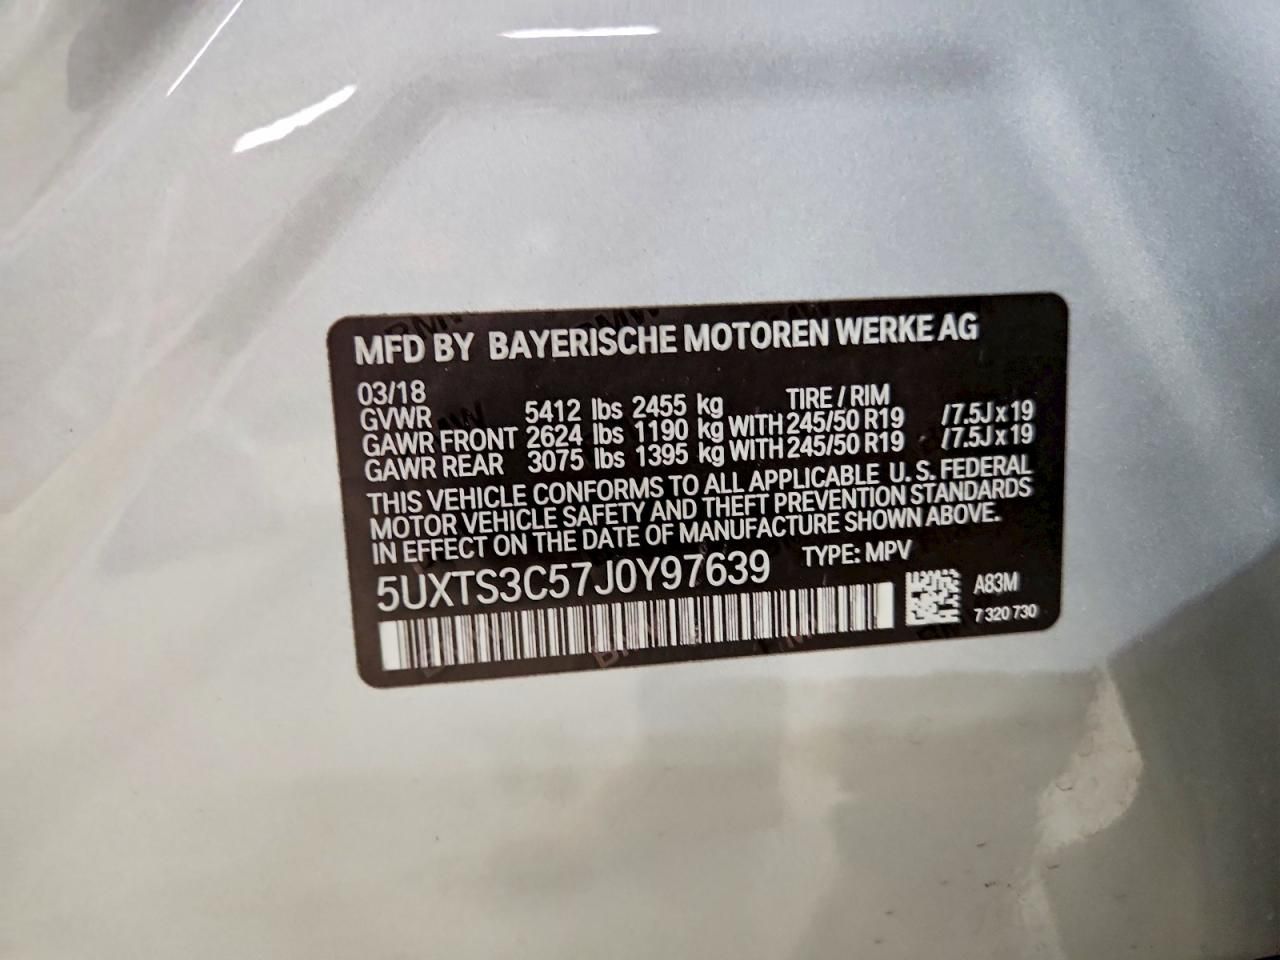 MFD BY BAYERISCHE MOTOREN WERKE AG
03/18 TIRE / RIM
GVWR 5412 lbs 2455 kg
GAWR FRONT 2624 lbs 1190 kg WITH 245/50 R19 /7.5J x 19
GAWR REAR 3075 lbs 1395 kg WITH 245/50 R19 /7.5J x 19
THIS VEHICLE CONFORMS TO ALL APPLICABLE U. S. FEDERAL
MOTOR VEHICLE SAFETY AND THEFT PREVENTION STANDARDS
IN EFFECT ON THE DATE OF MANUFACTURE SHOWN ABOVE.
5UXTS3C57J0Y97639 TYPE: MPV
A83M
7 320 730